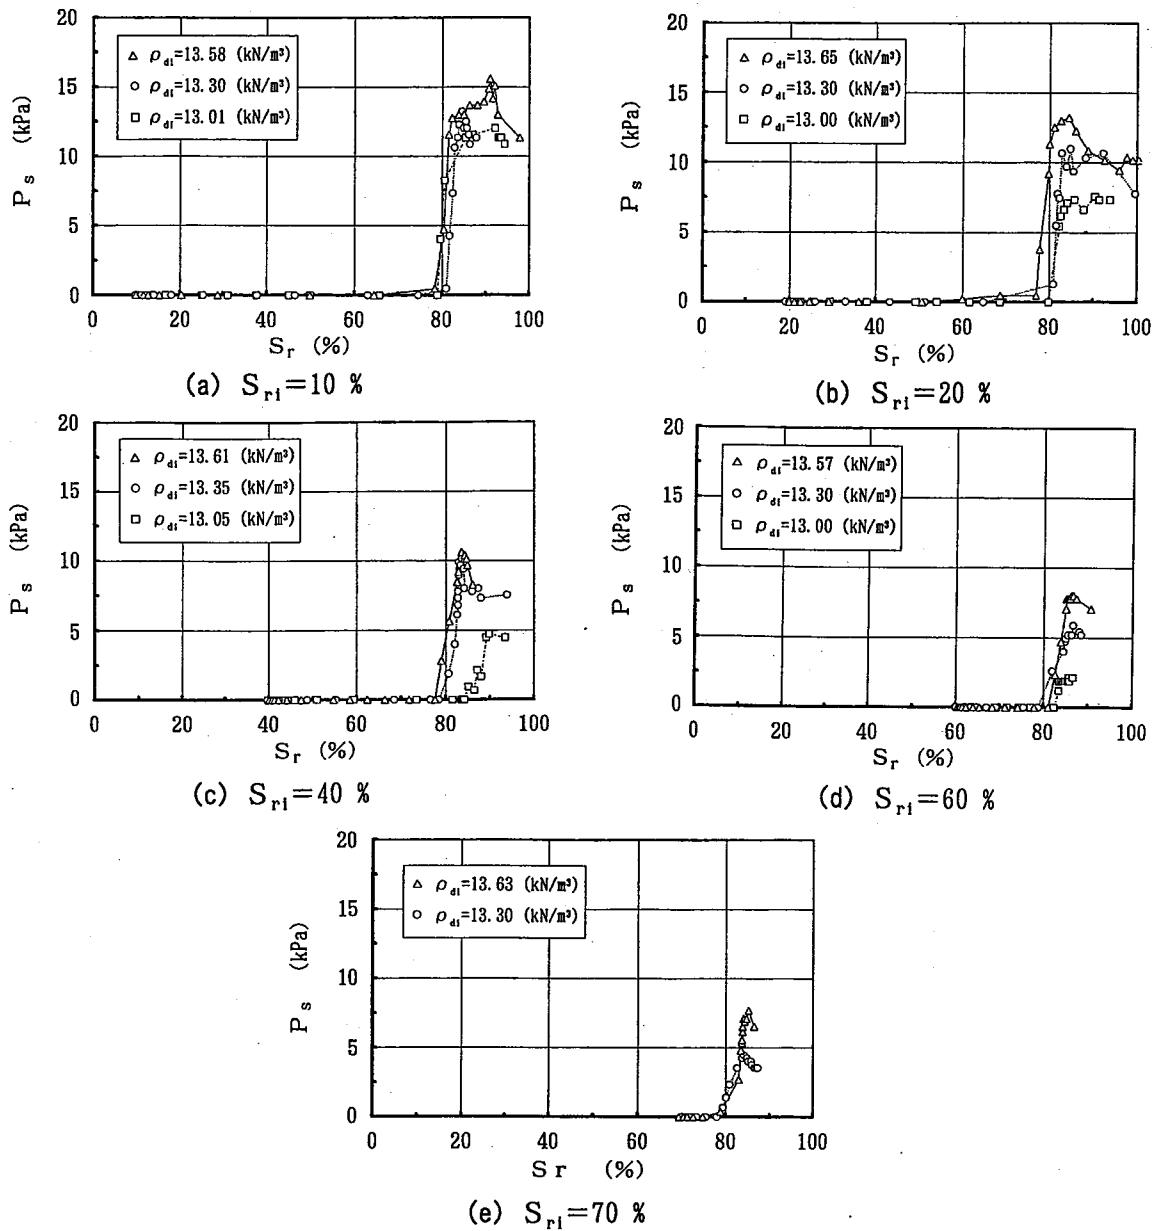 20
15
10
5
0
P s (kPa)
△ ρdi=13.58 (kN/m³)
○ ρdi=13.30 (kN/m³)
□ ρdi=13.01 (kN/m³)
0 20 40 60 80 100
Sr (%)
(a) Sri=10 %
20
15
10
5
0
P s (kPa)
△ ρdi=13.65 (kN/m³)
○ ρdi=13.30 (kN/m³)
□ ρdi=13.00 (kN/m³)
0 20 40 60 80 100
Sr (%)
(b) Sri=20 %
20
15
10
5
0
P s (kPa)
△ ρdi=13.61 (kN/m³)
○ ρdi=13.35 (kN/m³)
□ ρdi=13.05 (kN/m³)
0 20 40 60 80 100
Sr (%)
(c) Sri=40 %
20
15
10
5
0
P s (kPa)
△ ρdi=13.57 (kN/m³)
○ ρdi=13.30 (kN/m³)
□ ρdi=13.00 (kN/m³)
0 20 40 60 80 100
Sr (%)
(d) Sri=60 %
20
15
10
5
0
P s (kPa)
△ ρdi=13.63 (kN/m³)
○ ρdi=13.30 (kN/m³)
0 20 40 60 80 100
Sr (%)
(e) Sri=70 %